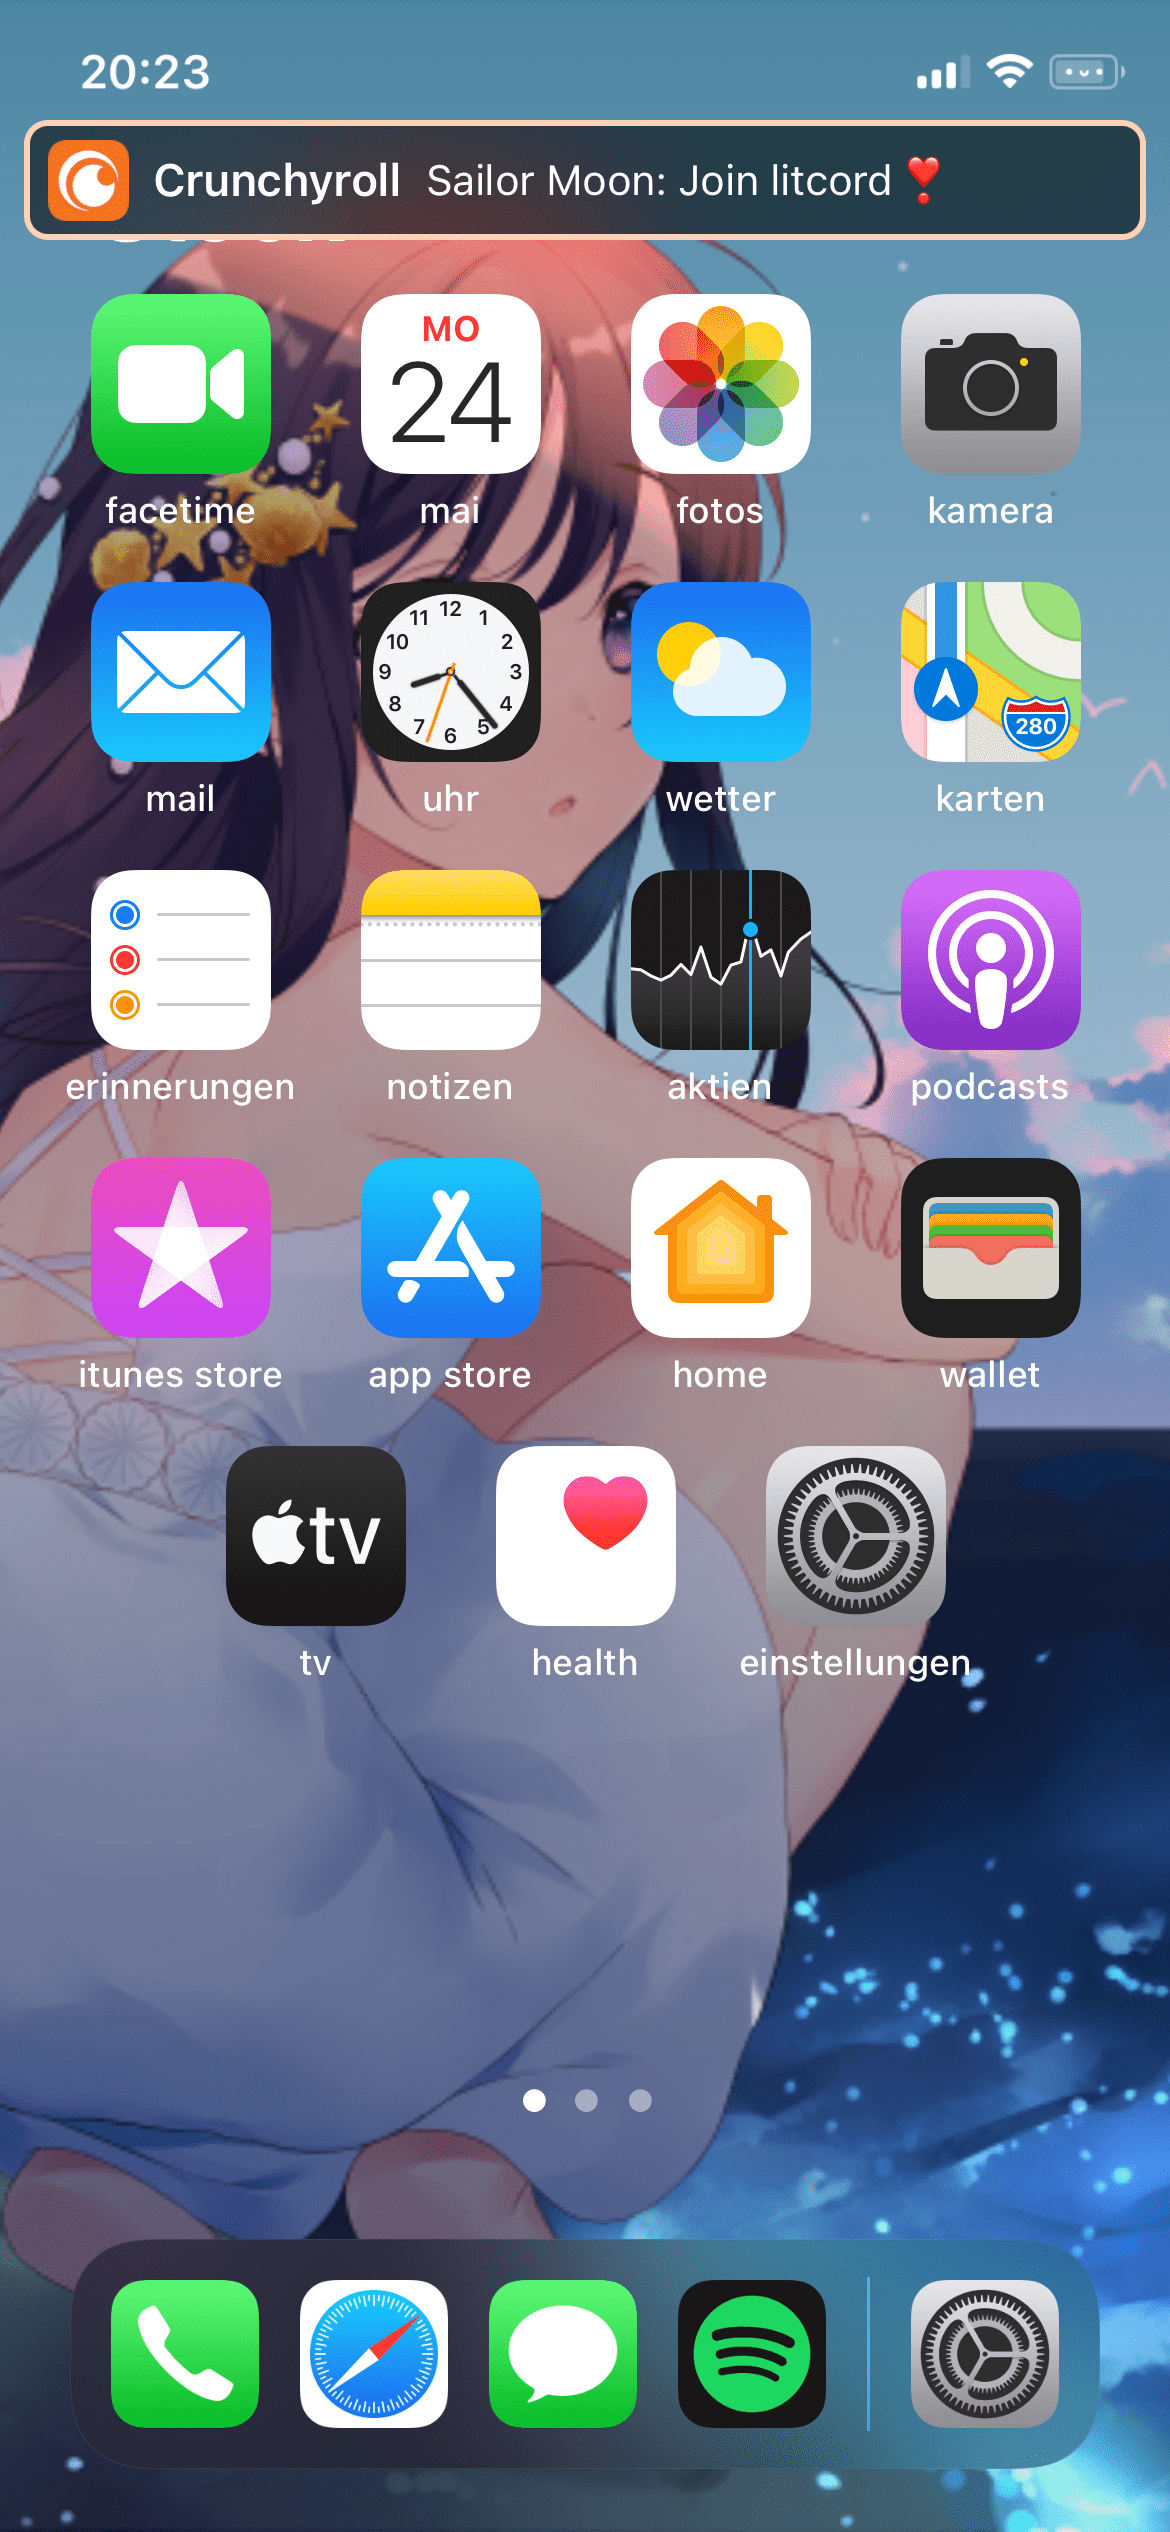 20:23
Crunchyroll Sailor Moon: Join litcord ❣️
MO
24
facetime
mai
fotos
kamera
12
11 1
10 2
9 3
8 4
7 5
6
280
mail
uhr
wetter
karten
erinnerungen
notizen
aktien
podcasts
itunes store
app store
home
wallet
tv
tv
health
einstellungen